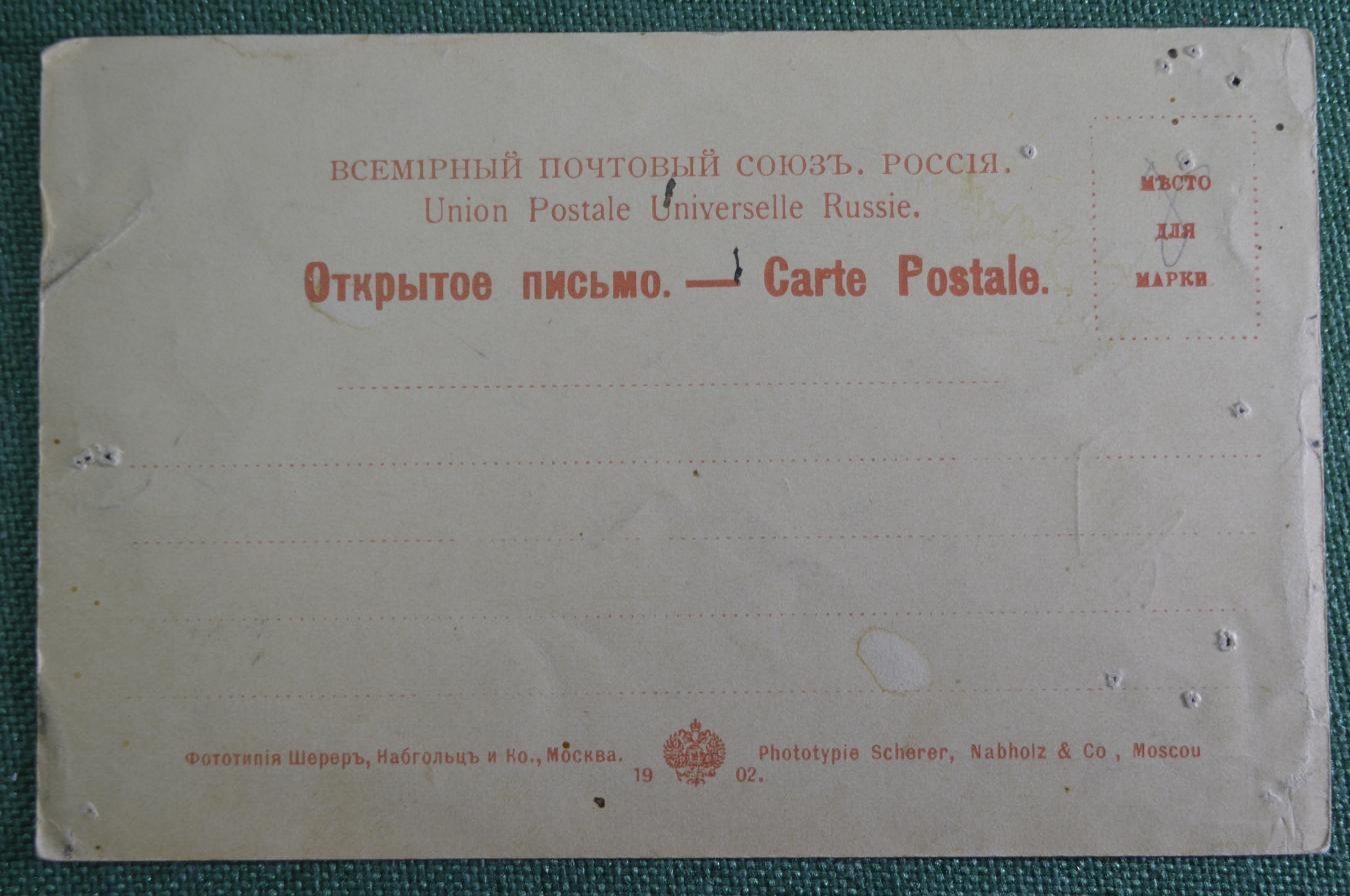 ВСЕМІРНЫЙ ПОЧТОВЫЙ СОЮЗЪ. РОССІЯ.
Union Postale Universelle Russie.
Открытое письмо. — Carte Postale.
МѢСТО
ДЛЯ
МАРКИ
Фототипія Шереръ, Набгольцъ и Ко., Москва.
19 02.
Phototypie Scherer, Nabholz & Co , Moscou